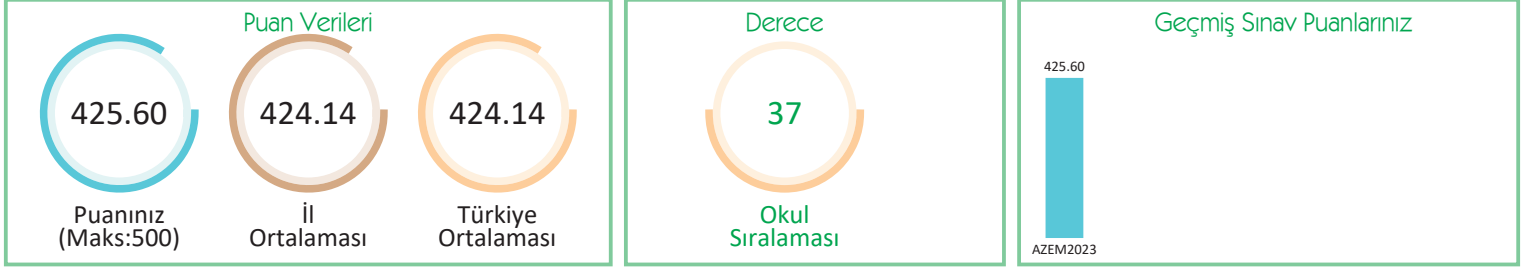 Puan Verileri
425.60
424.14
424.14
Puanınız
(Maks:500)
İl
Ortalaması
Türkiye
Ortalaması
Derece
37
Okul
Sıralaması
Geçmiş Sınav Puanlarınız
425.60
AZEM2023